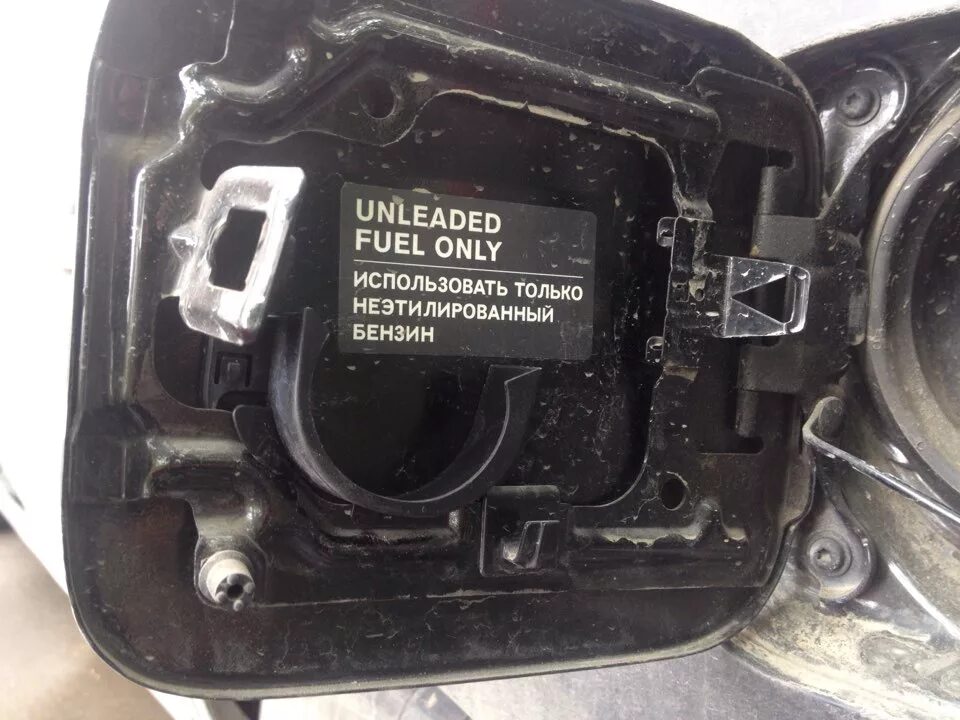 UNLEADED
FUEL ONLY
ИСПОЛЬЗОВАТЬ ТОЛЬКО
НЕЭТИЛИРОВАННЫЙ
БЕНЗИН